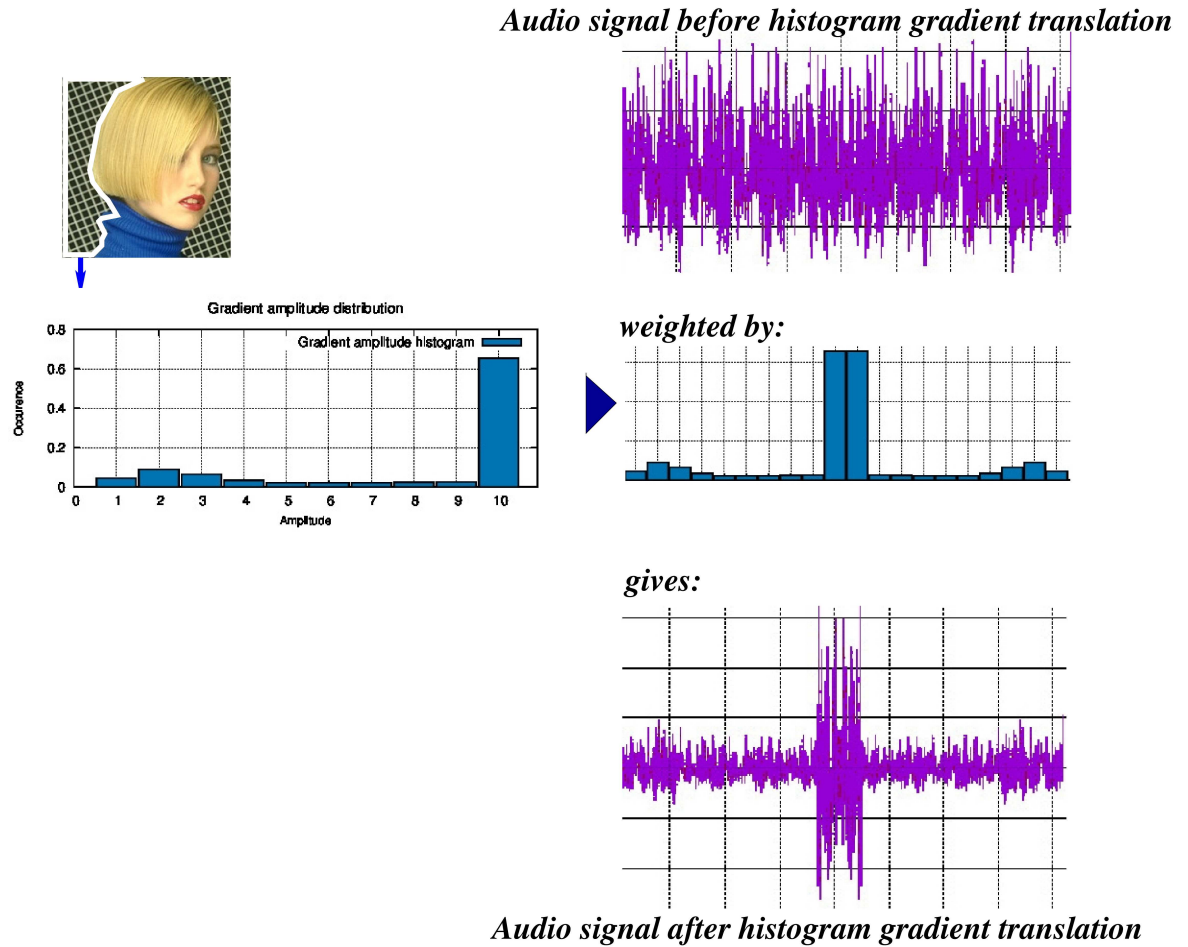 Audio signal before histogram gradient translation
Gradient amplitude distribution
Gradient amplitude histogram
0.8
0.6
0.4
0.2
0
Occurence
0 1 2 3 4 5 6 7 8 9 10
Amplitude
weighted by:
gives:
Audio signal after histogram gradient translation